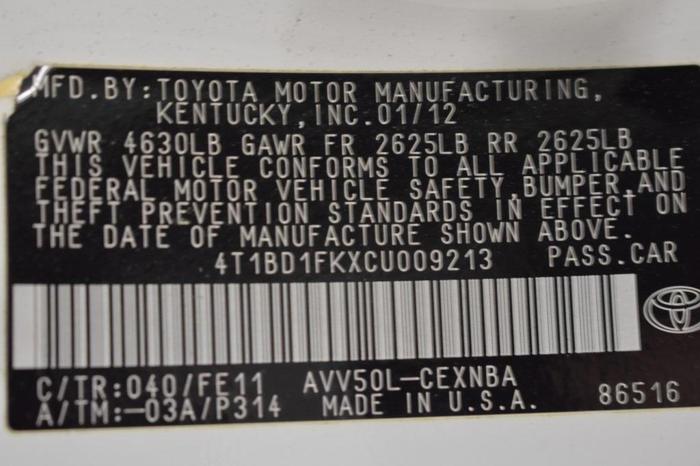 MFD.BY:TOYOTA MOTOR MANUFACTURING,
KENTUCKY,INC.01/12
GVWR 4630LB GAWR FR 2625LB RR 2625LB
THIS VEHICLE CONFORMS TO ALL APPLICABLE
FEDERAL MOTOR VEHICLE SAFETY,BUMPER,AND
THEFT PREVENTION STANDARDS IN EFFECT ON
THE DATE OF MANUFACTURE SHOWN ABOVE.
4T1BD1FKXCU009213 PASS.CAR
C/TR:040/FE11 AVV50L-CEXNBA
A/TM:-03A/P314 MADE IN U.S.A. 86516